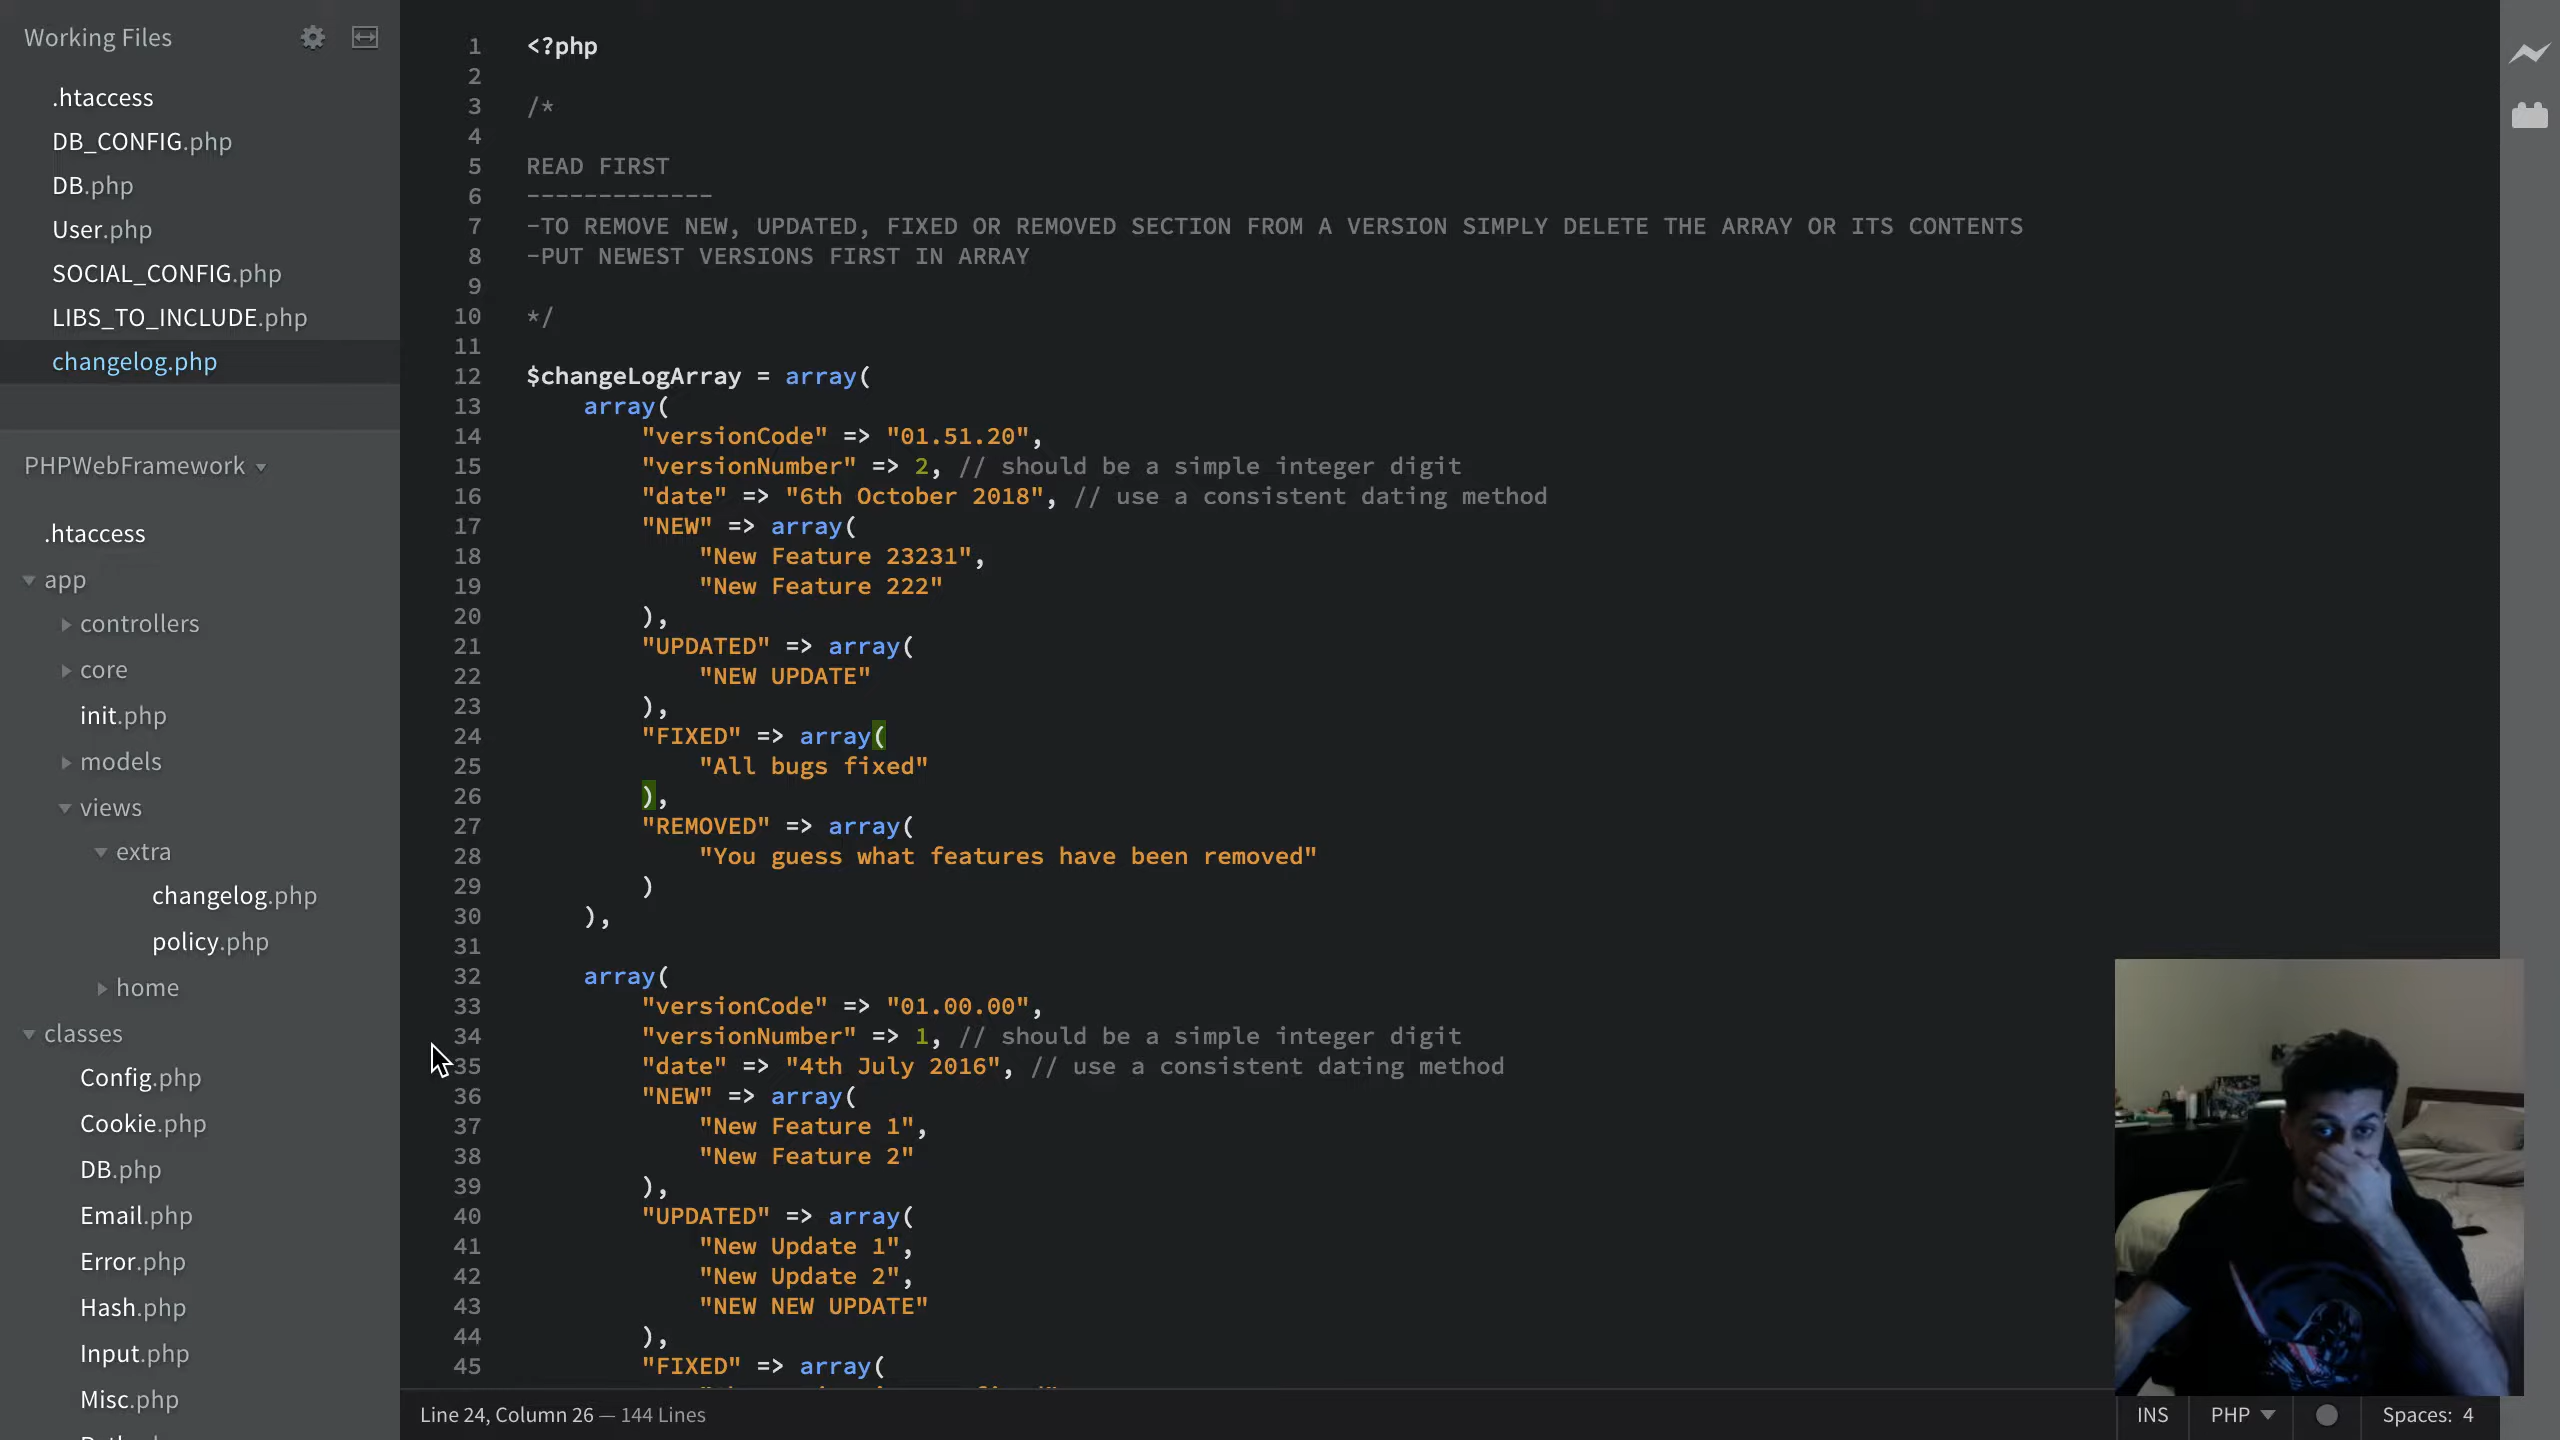 Working Files
.htaccess
DB_CONFIG.php
DB.php
User.php
SOCIAL_CONFIG.php
LIBS_TO_INCLUDE.php
changelog.php
PHPWebFramework
.htaccess
app
controllers
core
init.php
models
views
extra
changelog.php
policy.php
home
classes
Config.php
Cookie.php
DB.php
Email.php
Error.php
Hash.php
Input.php
Misc.php
1 <?php
2
3 /*
4
5 READ FIRST
6 -------------
7 -TO REMOVE NEW, UPDATED, FIXED OR REMOVED SECTION FROM A VERSION SIMPLY DELETE THE ARRAY OR ITS CONTENTS
8 -PUT NEWEST VERSIONS FIRST IN ARRAY
9
10 */
11
12 $changeLogArray = array(
13     array(
14         "versionCode" => "01.51.20",
15         "versionNumber" => 2, // should be a simple integer digit
16         "date" => "6th October 2018", // use a consistent dating method
17         "NEW" => array(
18             "New Feature 23231",
19             "New Feature 222"
20         ),
21         "UPDATED" => array(
22             "NEW UPDATE"
23         ),
24         "FIXED" => array(
25             "All bugs fixed"
26         ),
27         "REMOVED" => array(
28             "You guess what features have been removed"
29         )
30     ),
31
32     array(
33         "versionCode" => "01.00.00",
34         "versionNumber" => 1, // should be a simple integer digit
35         "date" => "4th July 2016", // use a consistent dating method
36         "NEW" => array(
37             "New Feature 1",
38             "New Feature 2"
39         ),
40         "UPDATED" => array(
41             "New Update 1",
42             "New Update 2",
43             "NEW NEW UPDATE"
44         ),
45         "FIXED" => array(
Line 24, Column 26 — 144 Lines
INS
PHP
Spaces: 4